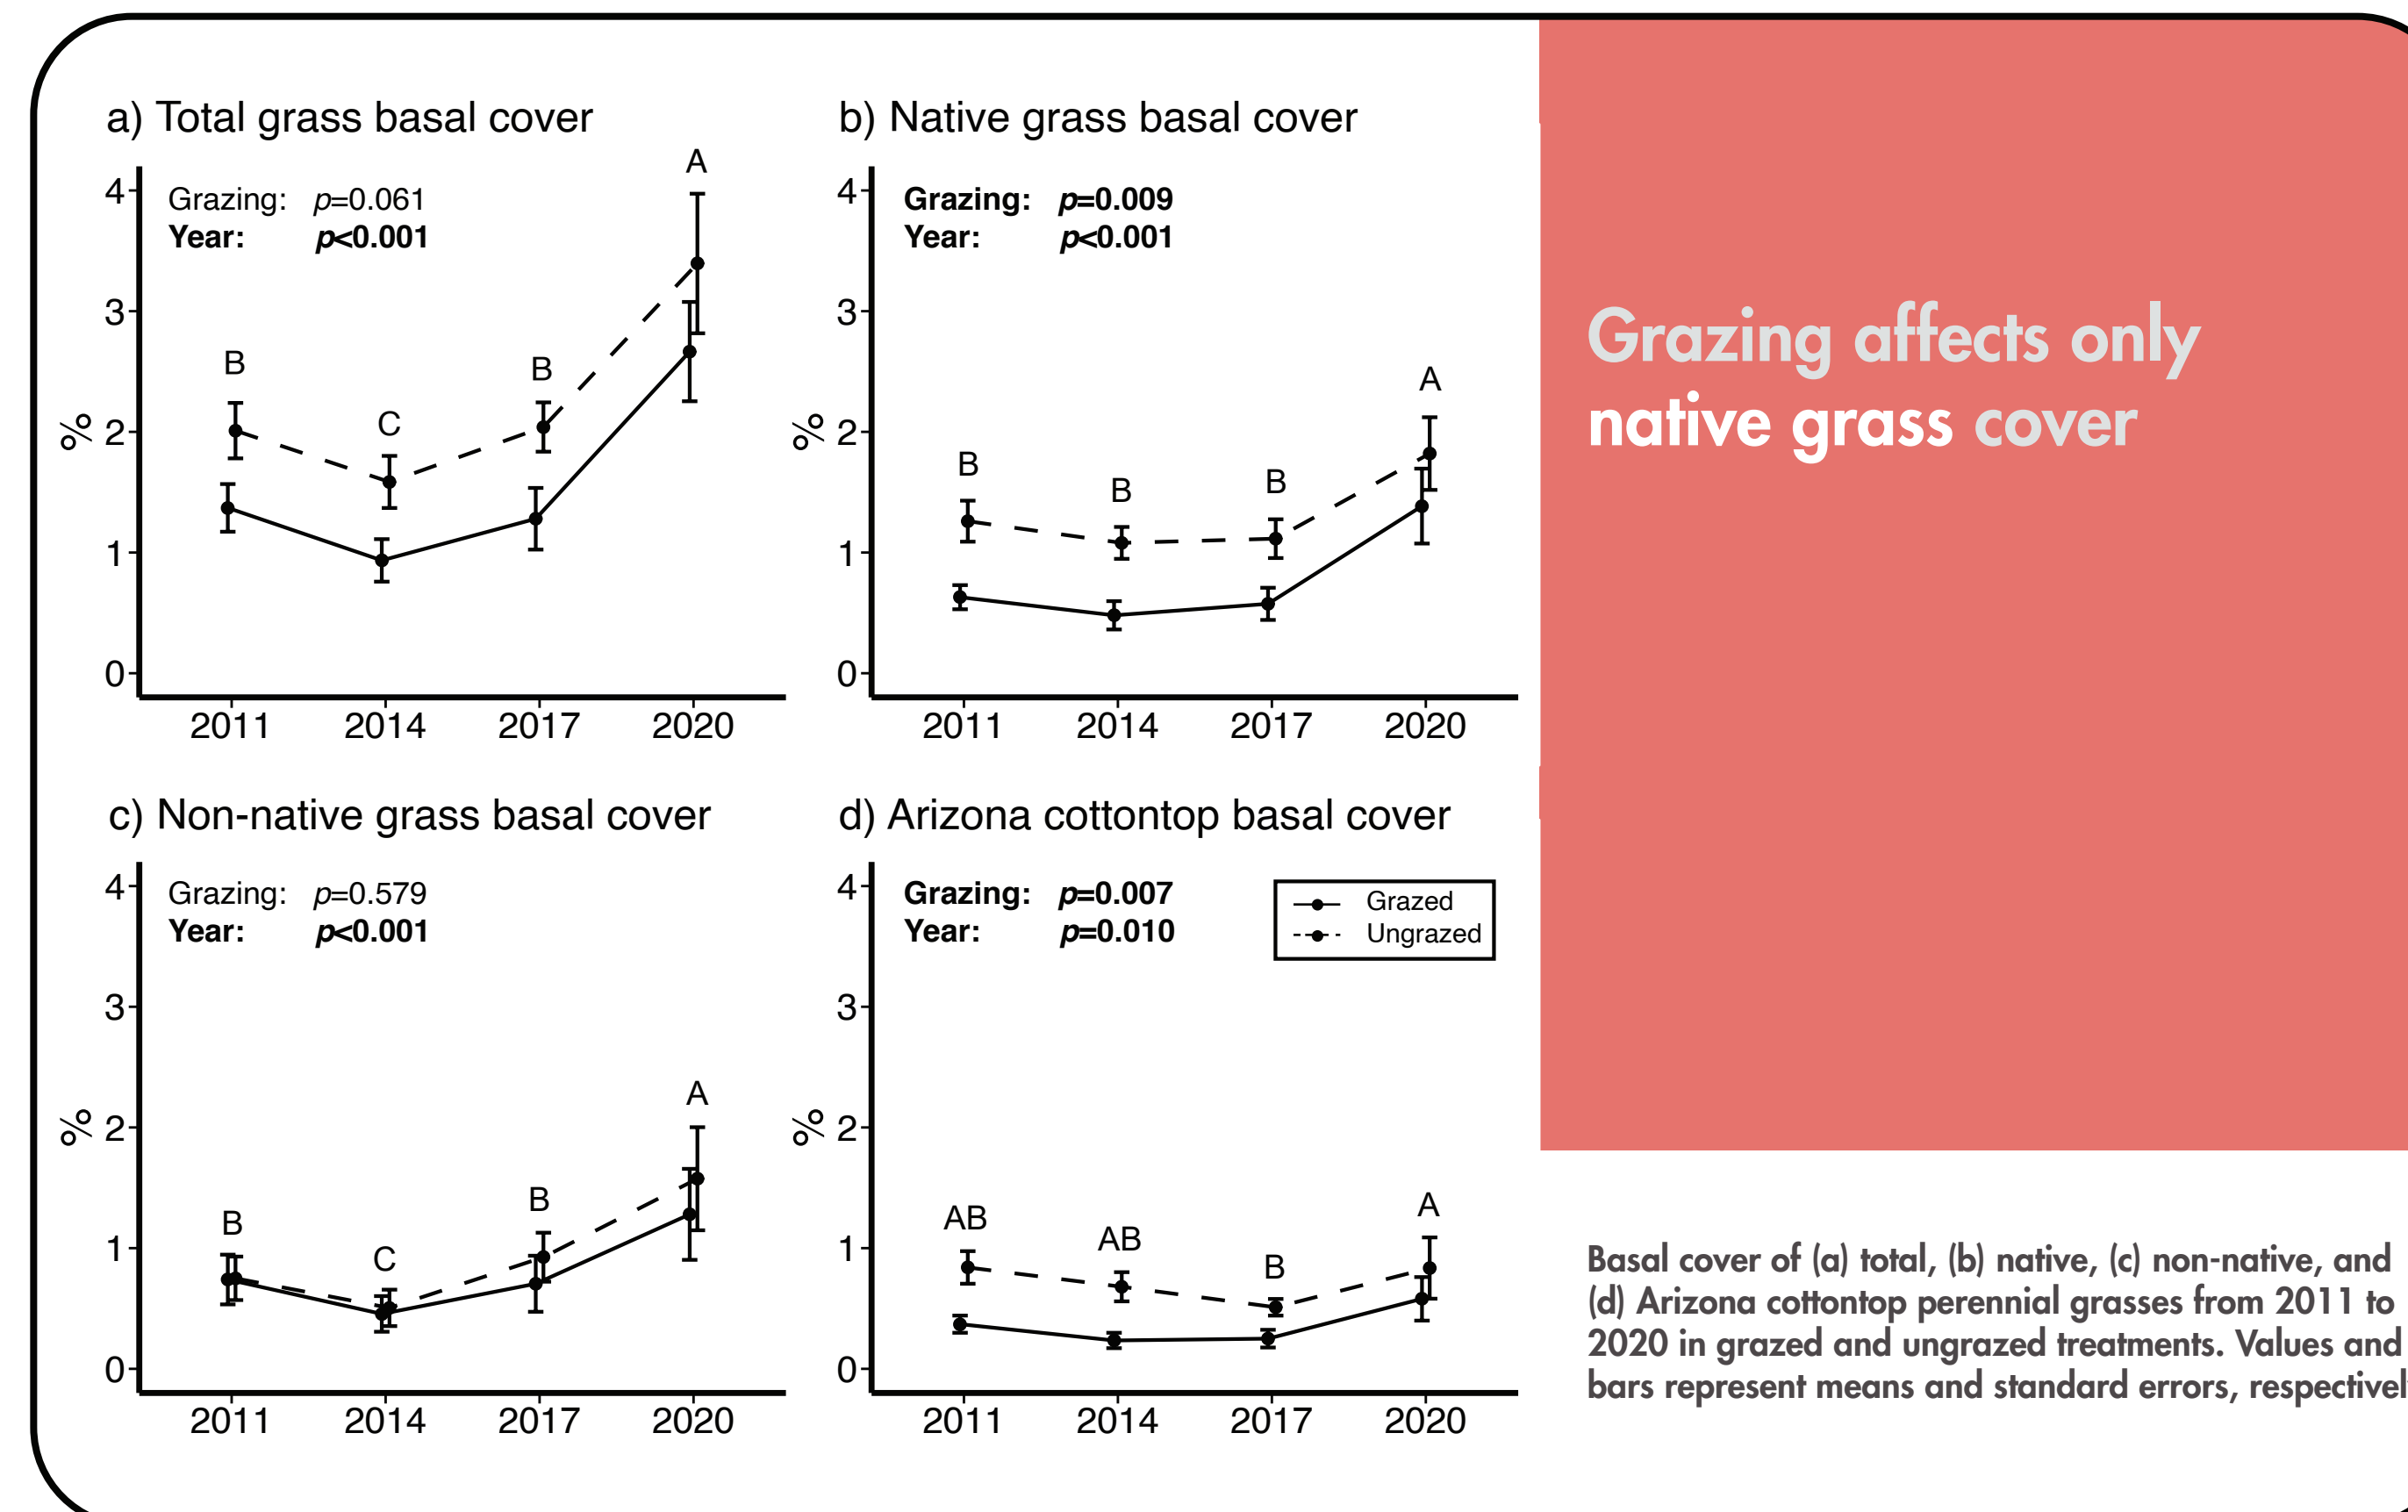 a) Total grass basal cover
A
4
Grazing: p=0.061
Year: p<0.001
3
B
B
C
% 2
1
0
2011 2014 2017 2020
b) Native grass basal cover
4
Grazing: p=0.009
Year: p<0.001
3
A
B
B
B
% 2
1
0
2011 2014 2017 2020
Grazing affects only
native grass cover
c) Non-native grass basal cover
4
Grazing: p=0.579
Year: p<0.001
3
A
% 2
B
B
C
1
0
2011 2014 2017 2020
d) Arizona cottontop basal cover
4
Grazing: p=0.007
Year: p=0.010
Grazed
Ungrazed
3
% 2
A
AB
AB
B
1
0
2011 2014 2017 2020
Basal cover of (a) total, (b) native, (c) non-native, and
(d) Arizona cottontop perennial grasses from 2011 to
2020 in grazed and ungrazed treatments. Values and
bars represent means and standard errors,